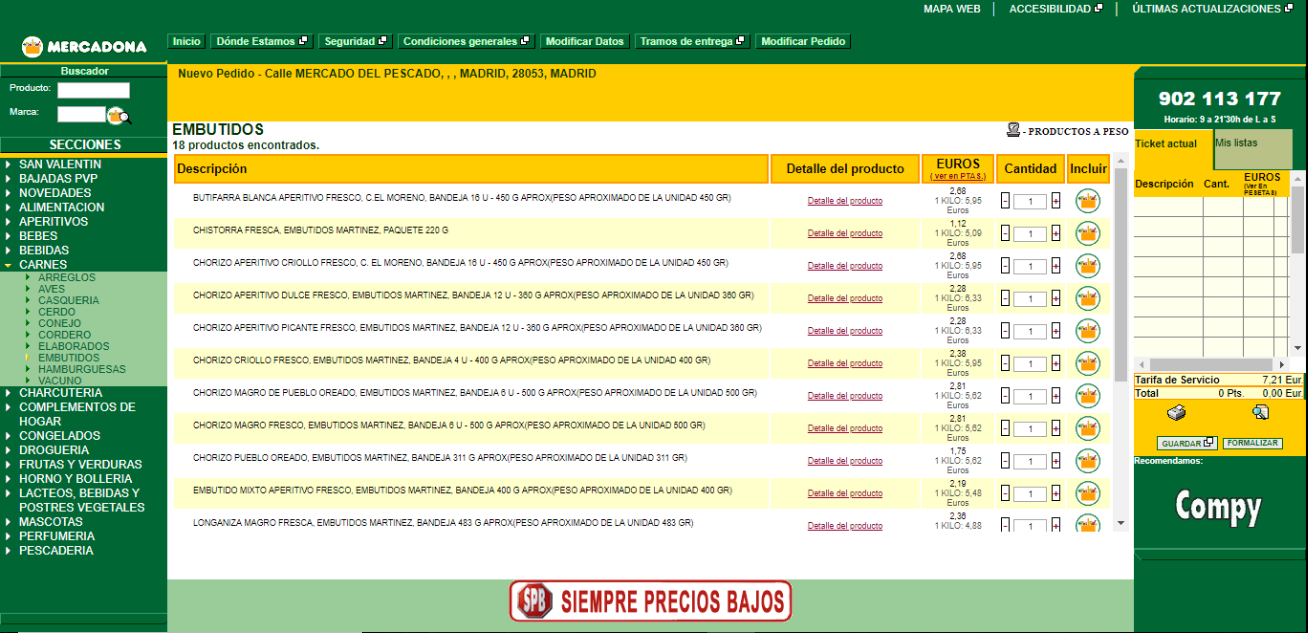 MAPA WEB | ACCESIBILIDAD | ÚLTIMAS ACTUALIZACIONES
MERCADONA
Inicio Dónde Estamos Seguridad Condiciones generales Modificar Datos Tramos de entrega Modificar Pedido
Buscador
Producto:
Marca:
SECCIONES
SAN VALENTIN
BAJADAS PVP
NOVEDADES
ALIMENTACION
APERITIVOS
BEBES
BEBIDAS
CARNES
ARREGLOS
AVES
CASQUERIA
CERDO
CONEJO
CORDERO
ELABORADOS
EMBUTIDOS
HAMBURGUESAS
VACUNO
CHARCUTERIA
COMPLEMENTOS DE
HOGAR
CONGELADOS
DROGUERIA
FRUTAS Y VERDURAS
HORNO Y BOLLERIA
LACTEOS, BEBIDAS Y
POSTRES VEGETALES
MASCOTAS
PERFUMERIA
PESCADERIA
Nuevo Pedido - Calle MERCADO DEL PESCADO, , , MADRID, 28053, MADRID
EMBUTIDOS
18 productos encontrados.
- PRODUCTOS A PESO
Descripción Detalle del producto EUROS Cantidad Incluir
( ver en PTAS.)
BUTIFARRA BLANCA APERITIVO FRESCO, C.EL MORENO, BANDEJA 16 U - 450 G APROX(PESO APROXIMADO DE LA UNIDAD 450 GR) Detalle del producto 2,68
1 KILO: 5,95
Euros - 1 +
CHISTORRA FRESCA, EMBUTIDOS MARTINEZ, PAQUETE 220 G Detalle del producto 1,12
1 KILO: 5,09
Euros - 1 +
CHORIZO APERITIVO CRIOLLO FRESCO, C. EL MORENO, BANDEJA 16 U - 450 G APROX(PESO APROXIMADO DE LA UNIDAD 450 GR) Detalle del producto 2,68
1 KILO: 5,95
Euros - 1 +
CHORIZO APERITIVO DULCE FRESCO, EMBUTIDOS MARTINEZ, BANDEJA 12 U - 360 G APROX(PESO APROXIMADO DE LA UNIDAD 360 GR) Detalle del producto 2,28
1 KILO: 6,33
Euros - 1 +
CHORIZO APERITIVO PICANTE FRESCO, EMBUTIDOS MARTINEZ, BANDEJA 12 U - 360 G APROX(PESO APROXIMADO DE LA UNIDAD 360 GR) Detalle del producto 2,28
1 KILO: 6,33
Euros - 1 +
CHORIZO CRIOLLO FRESCO, EMBUTIDOS MARTINEZ, BANDEJA 4 U - 400 G APROX(PESO APROXIMADO DE LA UNIDAD 400 GR) Detalle del producto 2,38
1 KILO: 5,95
Euros - 1 +
CHORIZO MAGRO DE PUEBLO OREADO, EMBUTIDOS MARTINEZ, BANDEJA 6 U - 500 G APROX(PESO APROXIMADO DE LA UNIDAD 500 GR) Detalle del producto 2,81
1 KILO: 5,62
Euros - 1 +
CHORIZO MAGRO FRESCO, EMBUTIDOS MARTINEZ, BANDEJA 6 U - 500 G APROX(PESO APROXIMADO DE LA UNIDAD 500 GR) Detalle del producto 2,81
1 KILO: 5,62
Euros - 1 +
CHORIZO PUEBLO OREADO, EMBUTIDOS MARTINEZ, BANDEJA 311 G APROX(PESO APROXIMADO DE LA UNIDAD 311 GR) Detalle del producto 1,75
1 KILO: 5,62
Euros - 1 +
EMBUTIDO MIXTO APERITIVO FRESCO, EMBUTIDOS MARTINEZ, BANDEJA 400 G APROX(PESO APROXIMADO DE LA UNIDAD 400 GR) Detalle del producto 2,19
1 KILO: 5,48
Euros - 1 +
LONGANIZA MAGRO FRESCA, EMBUTIDOS MARTINEZ, BANDEJA 483 G APROX(PESO APROXIMADO DE LA UNIDAD 483 GR) Detalle del producto 2,36
1 KILO: 4,88 - 1 +
SPB SIEMPRE PRECIOS BAJOS
902 113 177
Horario: 9 a 21'30h de L a S
Ticket actual Mis listas
Descripción Cant. EUROS
(Ver En
PESETAS)
Tarifa de Servicio 7,21 Eur.
Total 0 Pts. 0,00 Eur.
GUARDAR FORMALIZAR
Recomendamos:
Compy